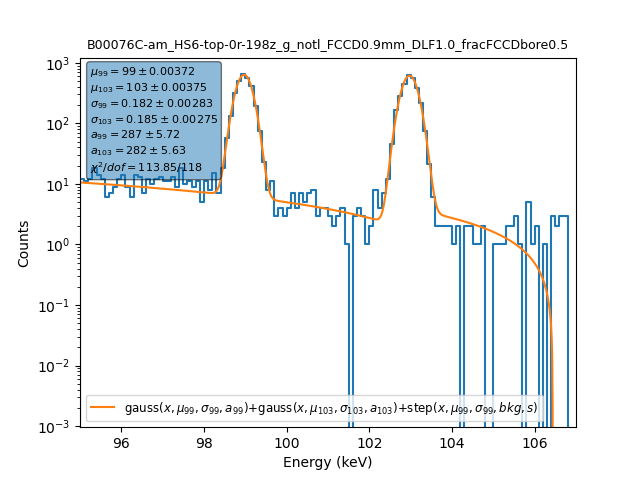 B00076C-am_HS6-top-0r-198z_g_notl_FCCD0.9mm_DLF1.0_fracFCCDbore0.5
μ₉₉ = 99 ± 0.00372
μ₁₀₃ = 103 ± 0.00375
σ₉₉ = 0.182 ± 0.00283
σ₁₀₃ = 0.185 ± 0.00275
a₉₉ = 287 ± 5.72
a₁₀₃ = 282 ± 5.63
χ²/dof = 113.85/118
10³
10²
10¹
10⁰
10⁻¹
10⁻²
10⁻³
Counts
gauss(x, μ₉₉, σ₉₉, a₉₉)+gauss(x, μ₁₀₃, σ₁₀₃, a₁₀₃)+step(x, μ₉₉, σ₉₉, bkg, s)
96 98 100 102 104 106
Energy (keV)